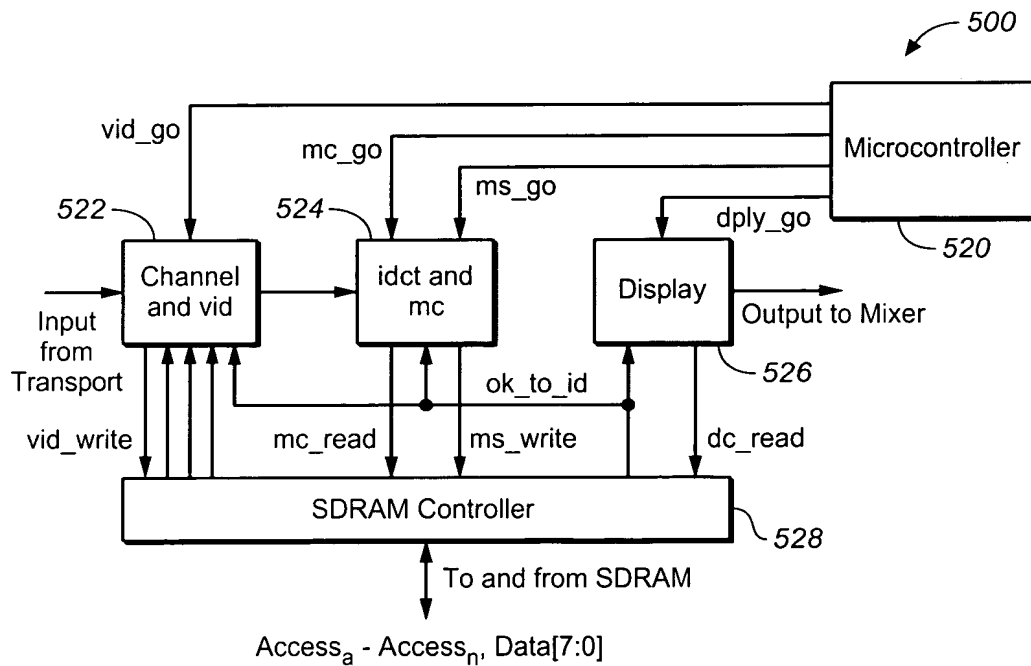 500
vid_go
mc_go
ms_go
dply_go
Microcontroller
520
522
524
Channel
and vid
idct and
mc
Display
526
Input
from
Transport
Output to Mixer
ok_to_id
vid_write
mc_read
ms_write
dc_read
SDRAM Controller
528
To and from SDRAM
Accessa - Accessn, Data[7:0]